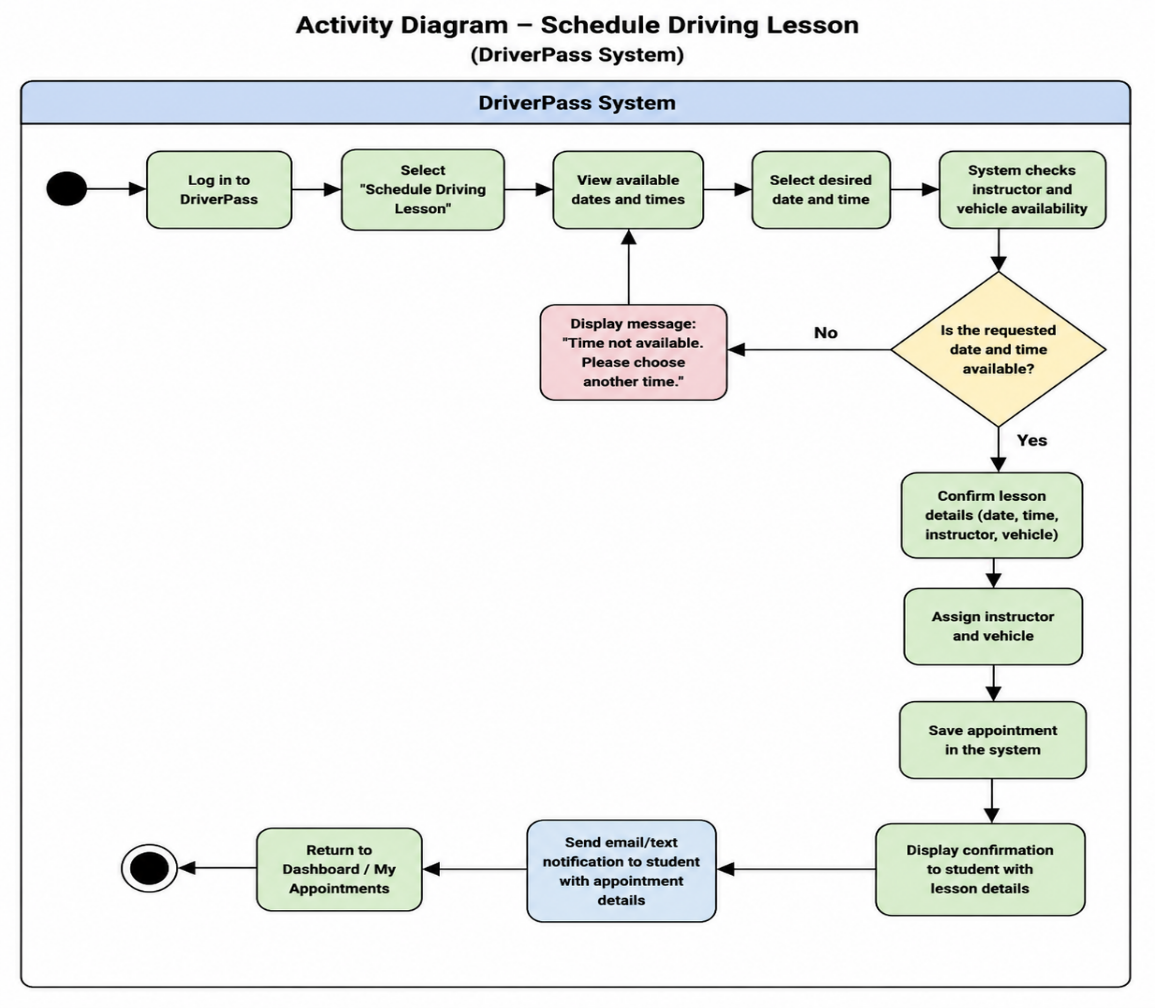 Activity Diagram – Schedule Driving Lesson
(DriverPass System)
DriverPass System
Log in to
DriverPass
Select
"Schedule Driving
Lesson"
View available
dates and times
Select desired
date and time
System checks
instructor and
vehicle availability
Is the requested
date and time
available?
No
Display message:
"Time not available.
Please choose
another time."
Yes
Confirm lesson
details (date, time,
instructor, vehicle)
Assign instructor
and vehicle
Save appointment
in the system
Display confirmation
to student with
lesson details
Send email/text
notification to student
with appointment
details
Return to
Dashboard / My
Appointments